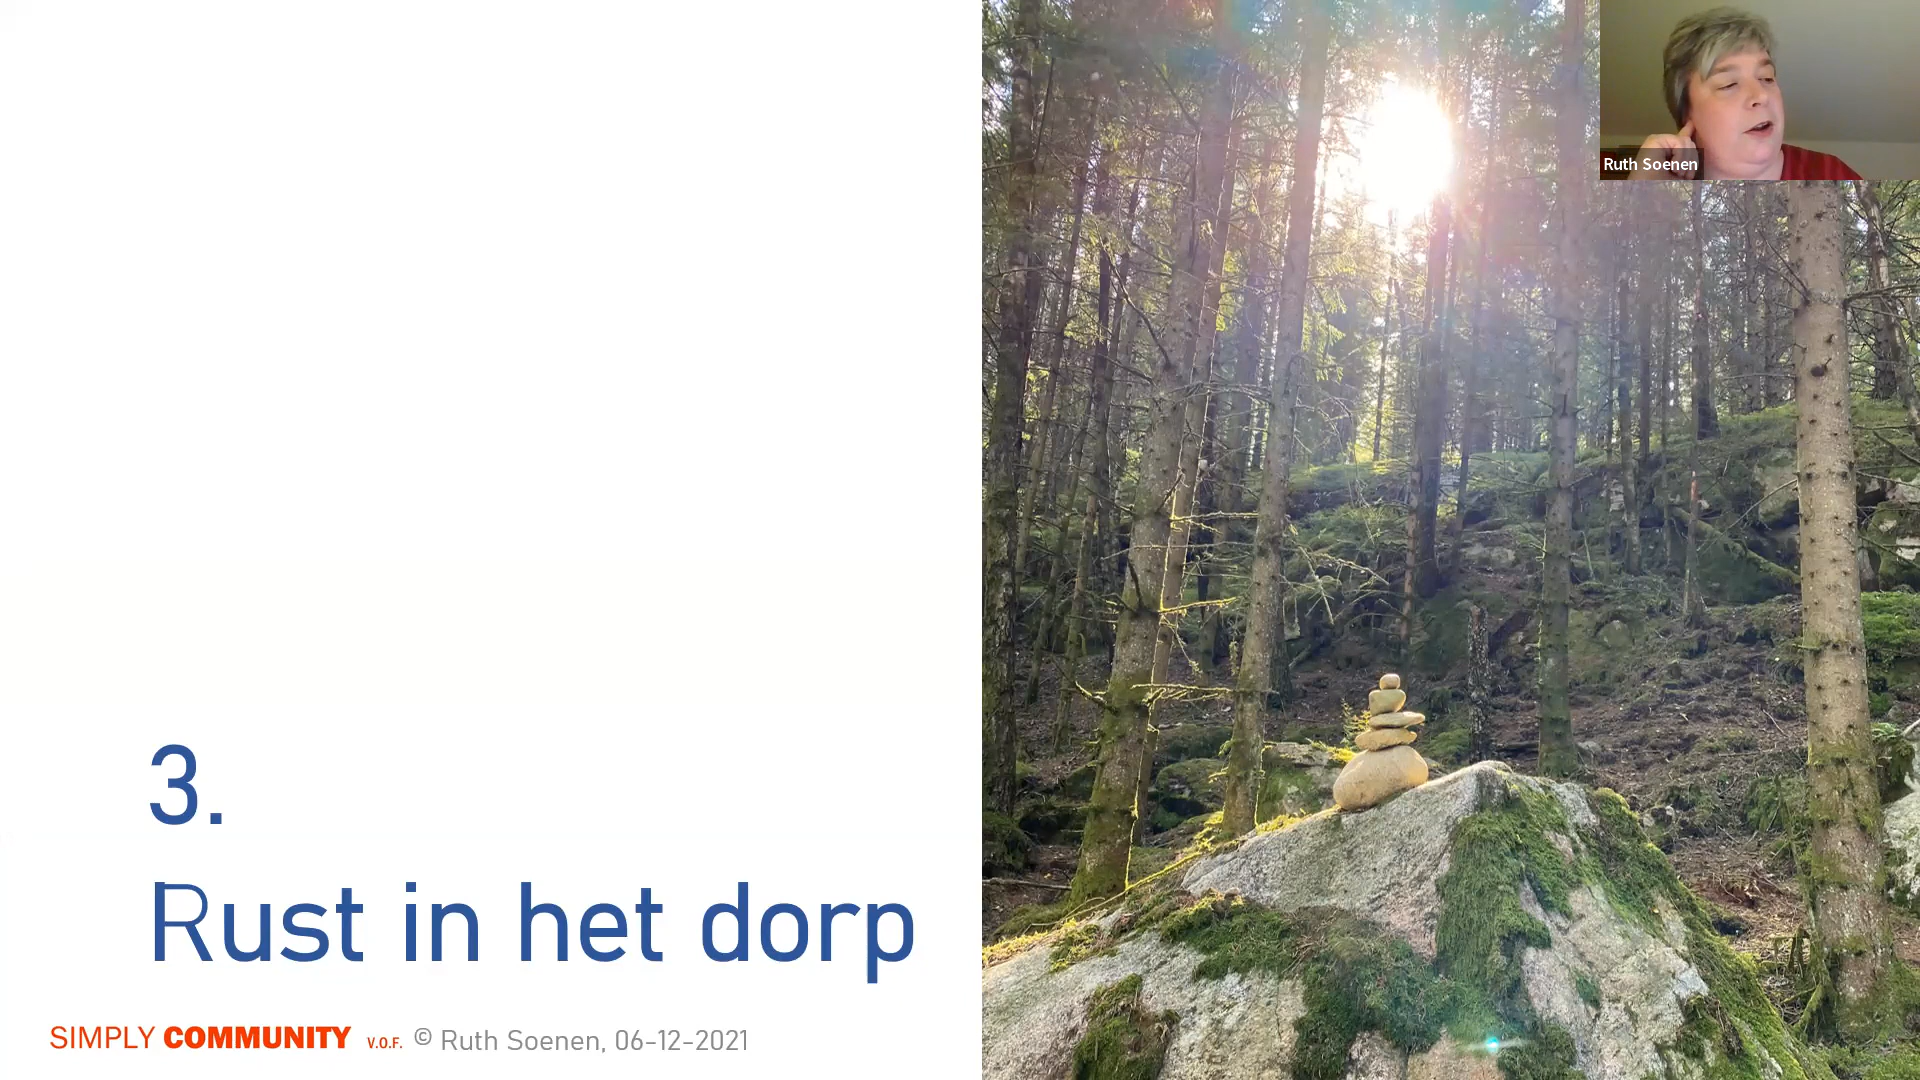 Ruth Soenen
3.
Rust in het dorp
SIMPLY COMMUNITY V.O.F. © Ruth Soenen, 06-12-2021